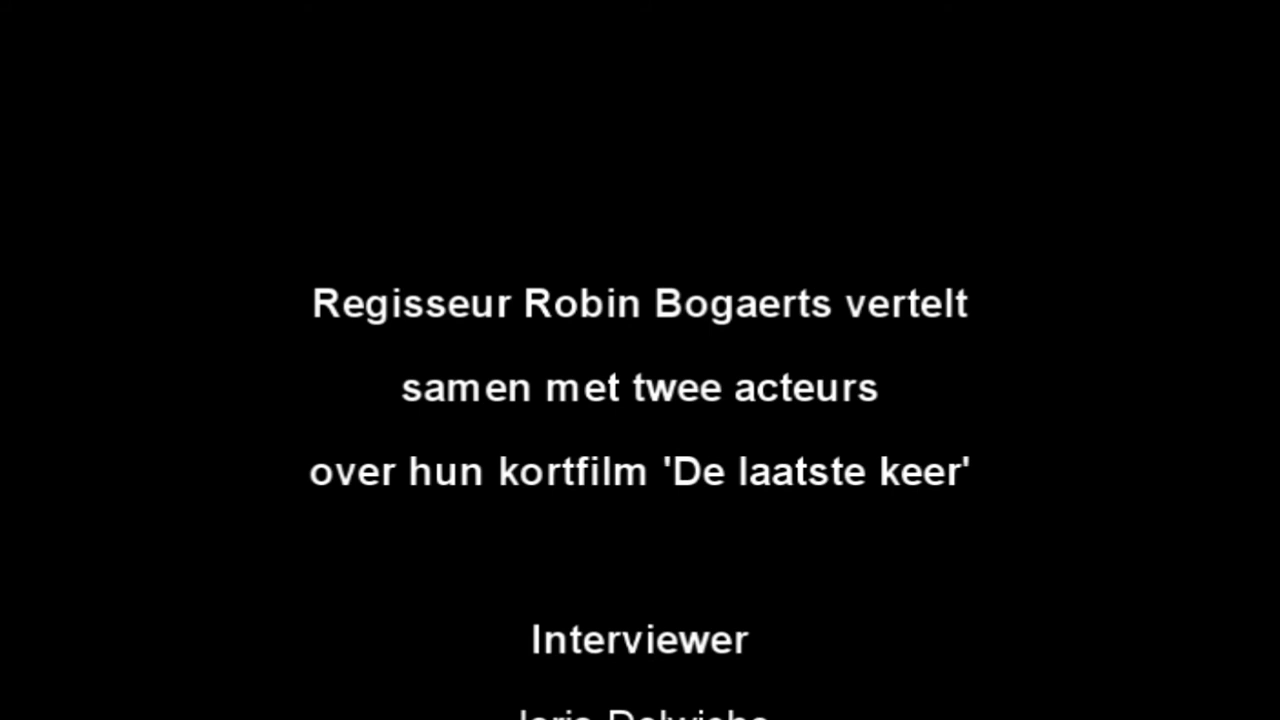 Regisseur Robin Bogaerts vertelt
samen met twee acteurs
over hun kortfilm 'De laatste keer'
Interviewer